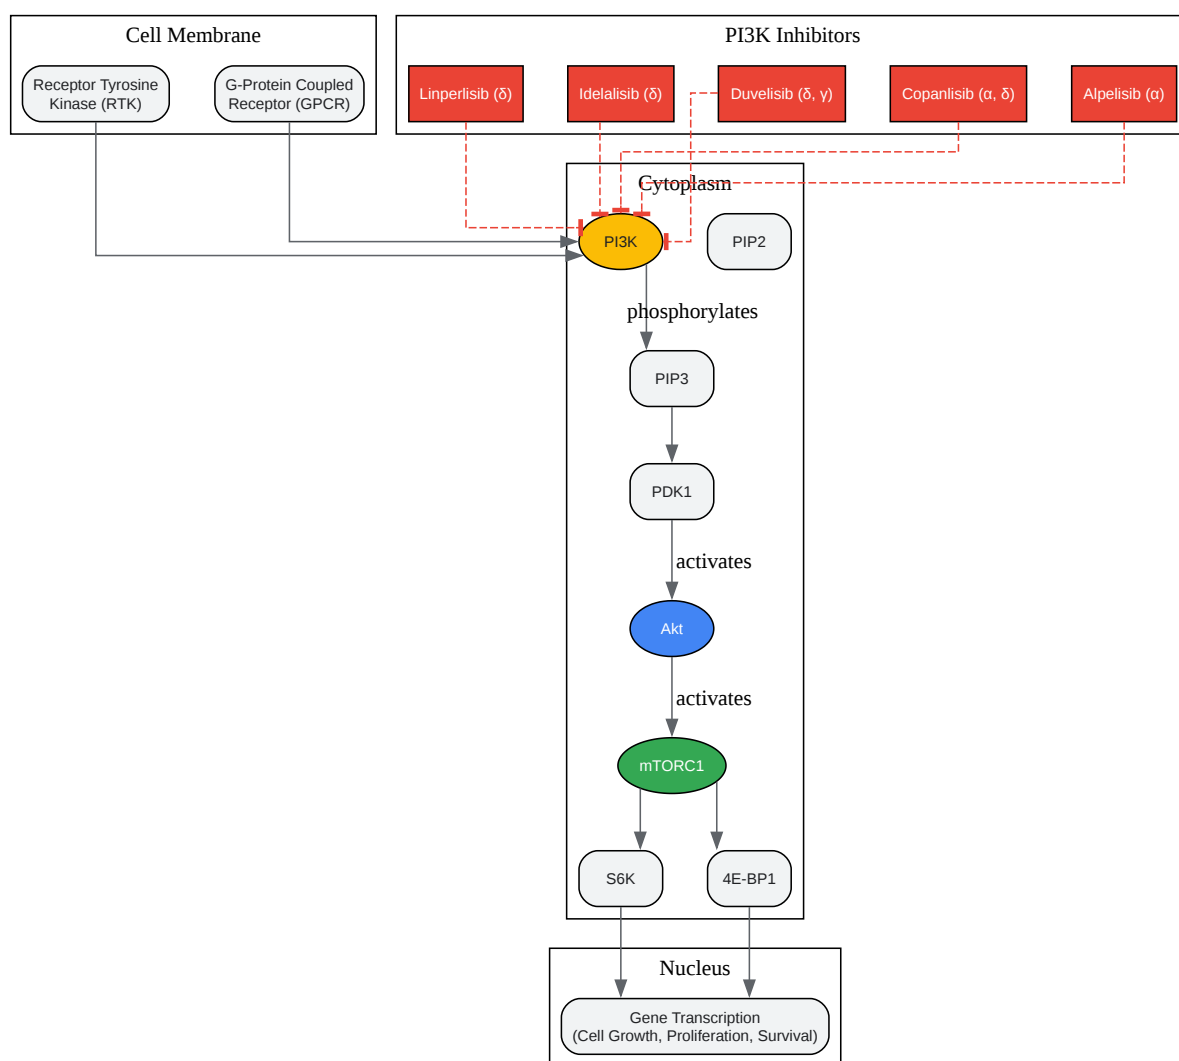 Cell Membrane
Receptor Tyrosine
Kinase (RTK)
G-Protein Coupled
Receptor (GPCR)
PI3K Inhibitors
Linperlisib (δ)
Idelalisib (δ)
Duvelisib (δ, γ)
Copanlisib (α, δ)
Alpelisib (α)
Cytoplasm
PI3K
PIP2
phosphorylates
PIP3
PDK1
activates
Akt
activates
mTORC1
S6K
4E-BP1
Nucleus
Gene Transcription
(Cell Growth, Proliferation, Survival)